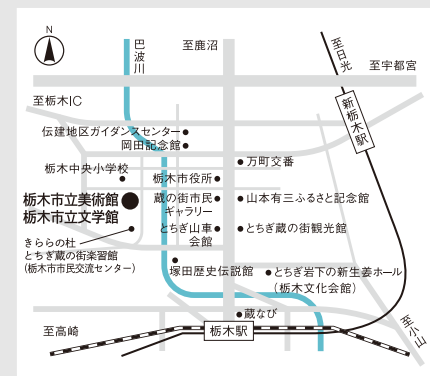 N
巴波川
至鹿沼
至日光
至宇都宮
至栃木IC
新栃木駅
伝建地区ガイダンスセンター
岡田記念館
万町交番
栃木中央小学校
栃木市役所
栃木市立美術館
栃木市立文学館
蔵の街市民
ギャラリー
山本有三ふるさと記念館
とちぎ山車
会館
とちぎ蔵の街観光館
きららの杜
とちぎ蔵の街楽習館
(栃木市市民交流センター)
塚田歴史伝説館
とちぎ岩下の新生姜ホール
(栃木文化会館)
蔵なび
至高崎
栃木駅
至小山